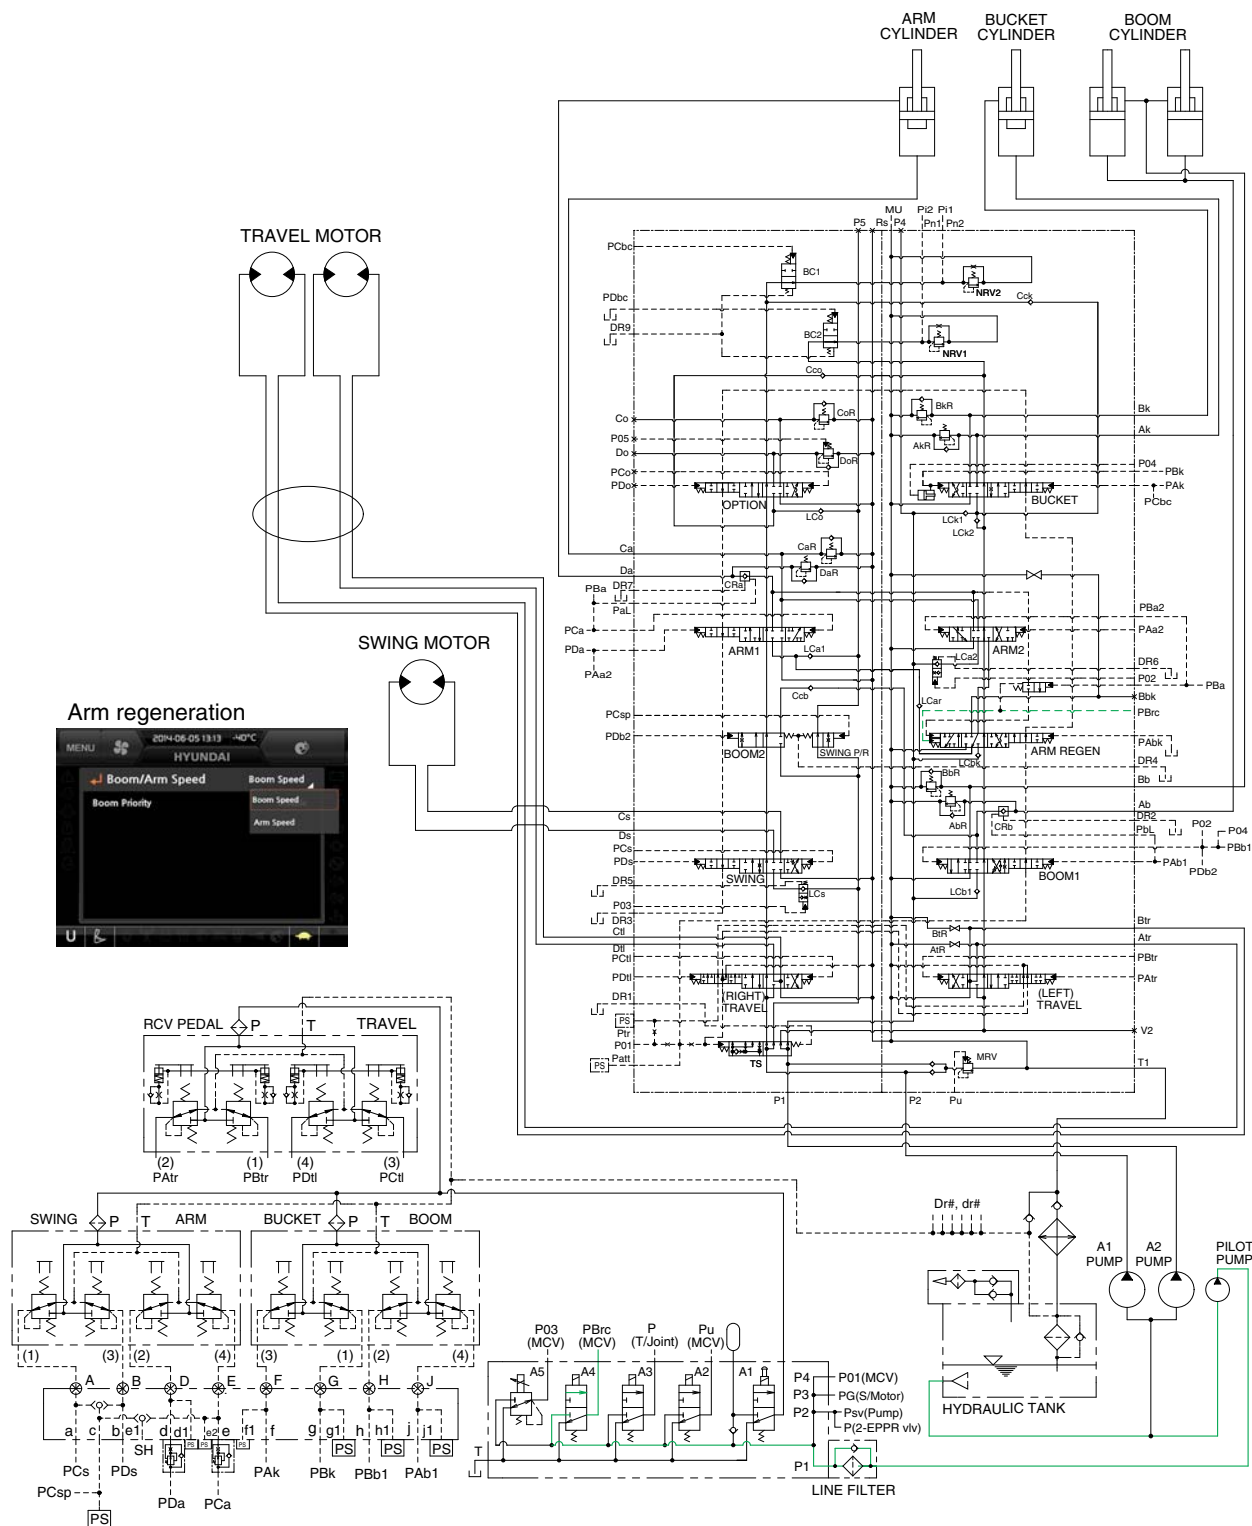 ARM
CYLINDER
BUCKET
CYLINDER
BOOM
CYLINDER
MU
Pi2 Pi1
P5 Rs P4
Pn1 Pn2
TRAVEL MOTOR
PCbc
BC1
NRV2
Cck
PDbc
DR9
BC2
NRV1
Cco
Co
CoR
BkR
Bk
P05
Do
DoR
AkR
Ak
PCo
PDo
OPTION
BUCKET
P04
PBk
PAk
PCbc
LCo
LCk1
LCk2
Ca
CaR
Da
DaR
CRa
DR7
PBa
PaL
PCa
PDa
PAa2
ARM1
LCa1
ARM2
LCa2
PBa2
PAa2
DR6
P02
PBa
Bbk
SWING MOTOR
Ccb
LCar
PBrc
PCsp
PDb2
BOOM2
SWING P/R
ARM REGEN
LCbk
PAbk
DR4
Arm regeneration
MENU
2014-06-05 13:13 -40°C
HYUNDAI
Boom/Arm Speed
Boom Speed
Boom Priority
Boom Speed
Arm Speed
U
BbR
Bb
AbR
CRb
Ab
DR2
PbL
P02
P04
PBb1
PAb1
PDb2
Cs
Ds
PCs
PDs
SWING
BOOM1
DR5
LCs
LCb1
P03
DR3
Ctl
Dtl
PCtl
PDtl
BtR
Btr
AtR
Atr
PBtr
PAtr
(RIGHT)
TRAVEL
(LEFT)
TRAVEL
DR1
PS
Ptr
P01
Patt
PS
TS
V2
MRV
T1
P1
P2
Pu
RCV PEDAL
P
T
TRAVEL
(2)
PAtr
(1)
PBtr
(4)
PDtl
(3)
PCtl
SWING
P
T
ARM
BUCKET
P
T
BOOM
(1)
(3)
(2)
(4)
(3)
(1)
(2)
(4)
A
B
D
E
F
G
H
J
a
c
b
e1
d
d1
e2
e
f1
f
g
g1
h
h1
j
j1
SH
PS
PS
PS
PS
PS
PS
PCs
PDs
PAk
PBk
PBb1
PAb1
PCsp
PDa
PCa
PS
Dr#, dr#
A1
PUMP
A2
PUMP
PILOT
PUMP
HYDRAULIC TANK
P03
(MCV)
PBrc
(MCV)
P
(T/Joint)
Pu
(MCV)
A5
A4
A3
A2
A1
P4
P01(MCV)
P3
PG(S/Motor)
P2
Psv(Pump)
P(2-EPPR vlv)
T
P1
LINE FILTER